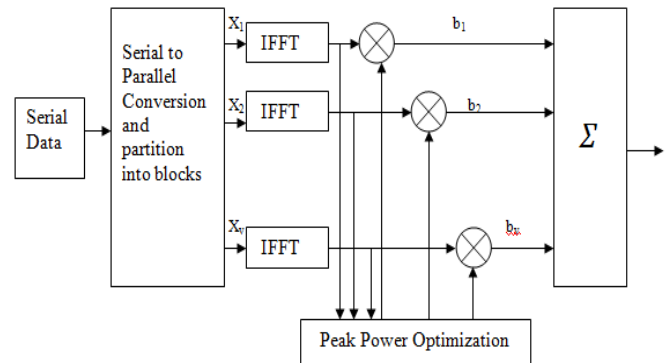 Serial
Data
Serial to
Parallel
Conversion
and
partition
into blocks
X1
IFFT
b1
X2
IFFT
b2
Xv
IFFT
bv
Σ
Peak Power Optimization